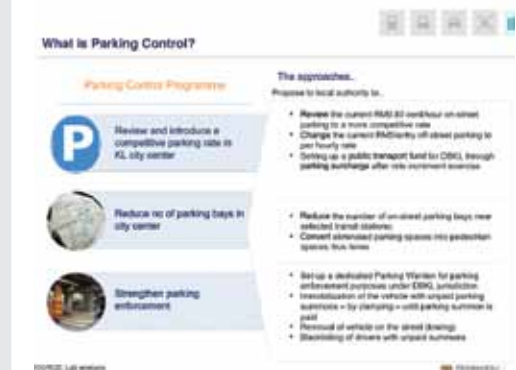 What is Parking Control?
Parking Control Programme
The approaches..
Propose to local authority to..
P
Review and introduce a
competitive parking rate in
KL city center
• Review the current RM0.80 cent/hour on-street
parking to a more competitive rate
• Change the current RM5/entry off-street parking to
per hourly rate
• Setting up a public transport fund for DBKL through
parking surcharge after rate increment exercise
Reduce no of parking bays in
city center
• Reduce the number of on-street parking bays near
selected transit stations
• Convert eliminated parking spaces into pedestrian
spaces, bus lanes
Strengthen parking
enforcement
• Set up a dedicated Parking Warden for parking
enforcement purposes under DBKL jurisdiction
• Immobilization of the vehicle with unpaid parking
summons – by clamping – until parking summon is
paid
• Removal of vehicle on the street (towing)
• Blacklisting of drivers with unpaid summons
SOURCE: Lab analysis